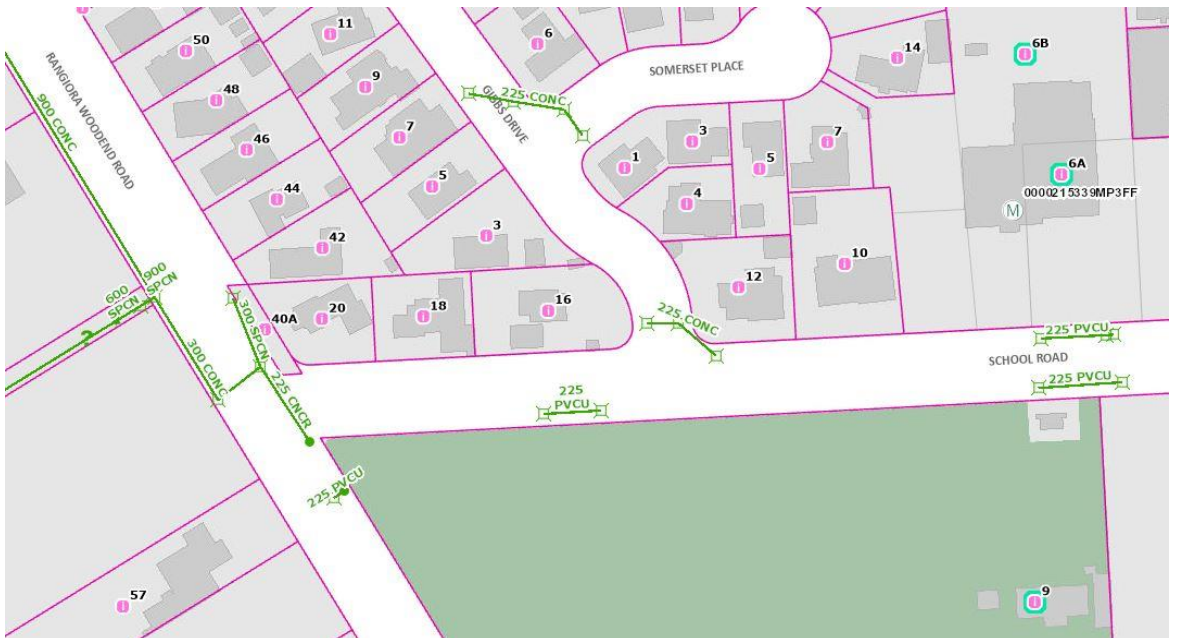 11
6
50
14
6B
SOMERSET PLACE
RANGIORA WOODEND ROAD
9
48
225 CONC
GIBBS DRIVE
900 CONC
7
46
3
7
1
5
6A
5
44
4
0000215339MP3FF
M
42
3
10
12
600
SPCN
900
SPCN
?
300 SPCN
40A
20
18
16
225 CONC
225 PVCU
SCHOOL ROAD
300 CONC
225 CNCR
225
PVCU
225 PVCU
225 PVCU
57
9